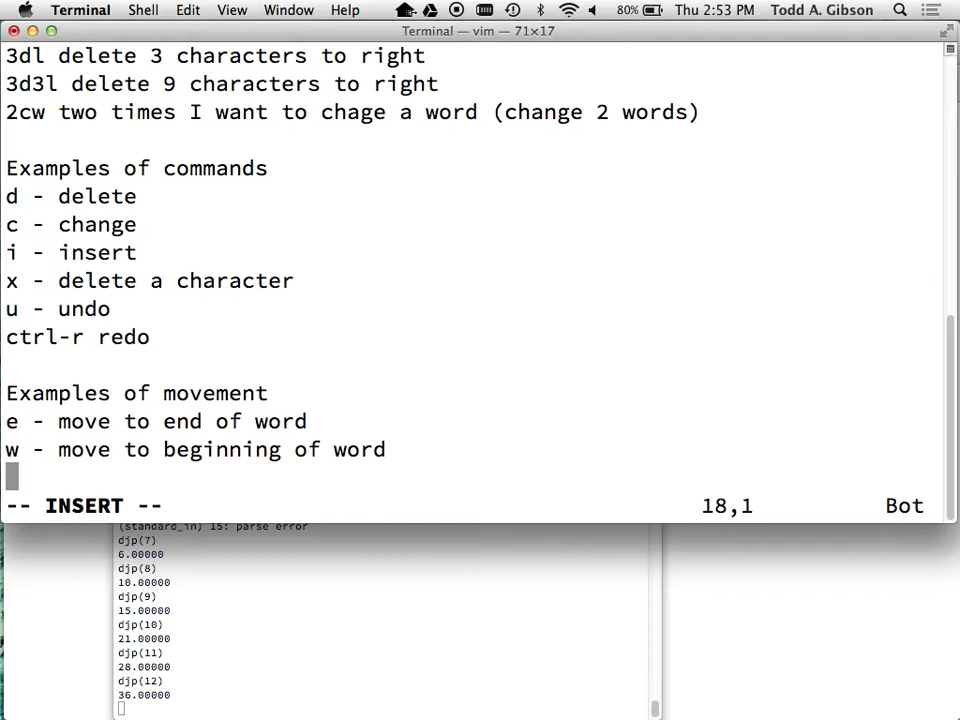 Terminal Shell Edit View Window Help 80% Thu 2:53 PM Todd A. Gibson
Terminal — vim — 71×17
3dl delete 3 characters to right
3d3l delete 9 characters to right
2cw two times I want to chage a word (change 2 words)
Examples of commands
d - delete
c - change
i - insert
x - delete a character
u - undo
ctrl-r redo
Examples of movement
e - move to end of word
w - move to beginning of word
-- INSERT -- 18,1 Bot
(standard_in) 15: parse error
djp(7)
6.00000
djp(8)
10.00000
djp(9)
15.00000
djp(10)
21.00000
djp(11)
28.00000
djp(12)
36.00000